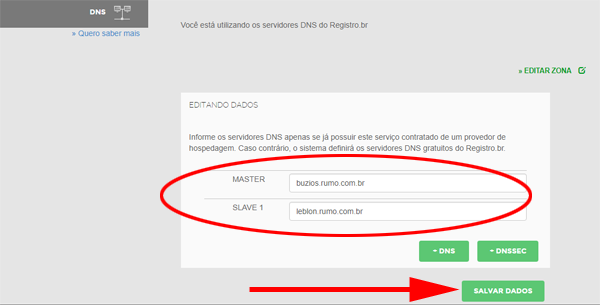 DNS
» Quero saber mais
Você está utilizando os servidores DNS do Registro.br
» EDITAR ZONA
EDITANDO DADOS
Informe os servidores DNS apenas se já possuir este serviço contratado de um provedor de
hospedagem. Caso contrário, o sistema definirá os servidores DNS gratuitos do Registro.br.
MASTER
buzios.rumo.com.br
SLAVE 1
leblon.rumo.com.br
- DNS
- DNSSEC
SALVAR DADOS